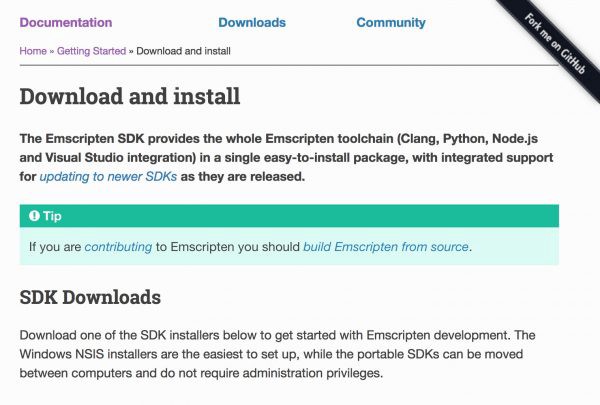 Documentation Downloads Community
Fork me on GitHub
Home » Getting Started » Download and install
Download and install
The Emscripten SDK provides the whole Emscripten toolchain (Clang, Python, Node.js
and Visual Studio integration) in a single easy-to-install package, with integrated support
for updating to newer SDKs as they are released.
Tip
If you are contributing to Emscripten you should build Emscripten from source.
SDK Downloads
Download one of the SDK installers below to get started with Emscripten development. The
Windows NSIS installers are the easiest to set up, while the portable SDKs can be moved
between computers and do not require administration privileges.